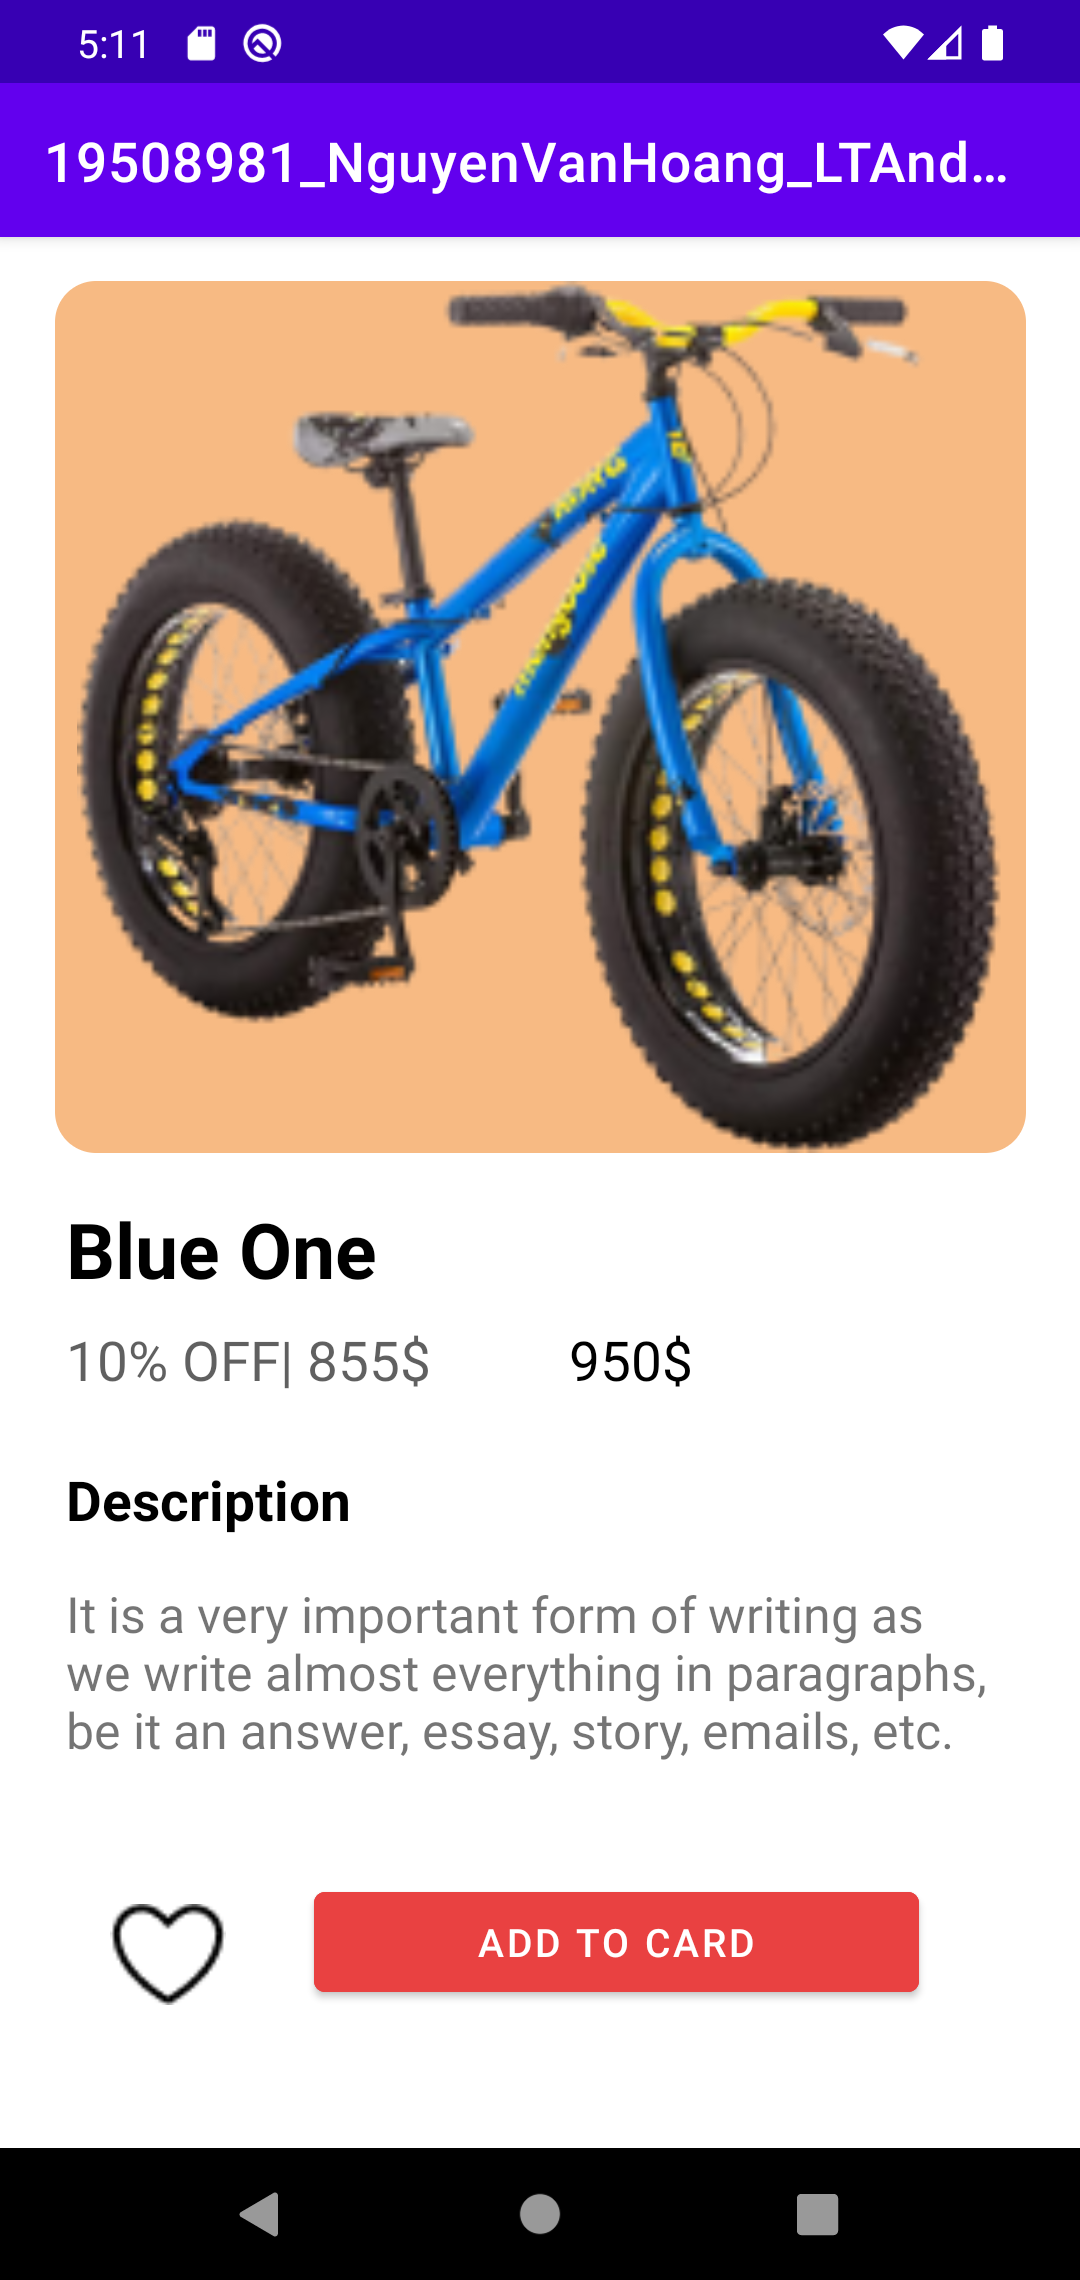 5:11
19508981_NguyenVanHoang_LTAnd...
mongoose
Blue One
10% OFF| 855$ 950$
Description
It is a very important form of writing as
we write almost everything in paragraphs,
be it an answer, essay, story, emails, etc.
ADD TO CARD